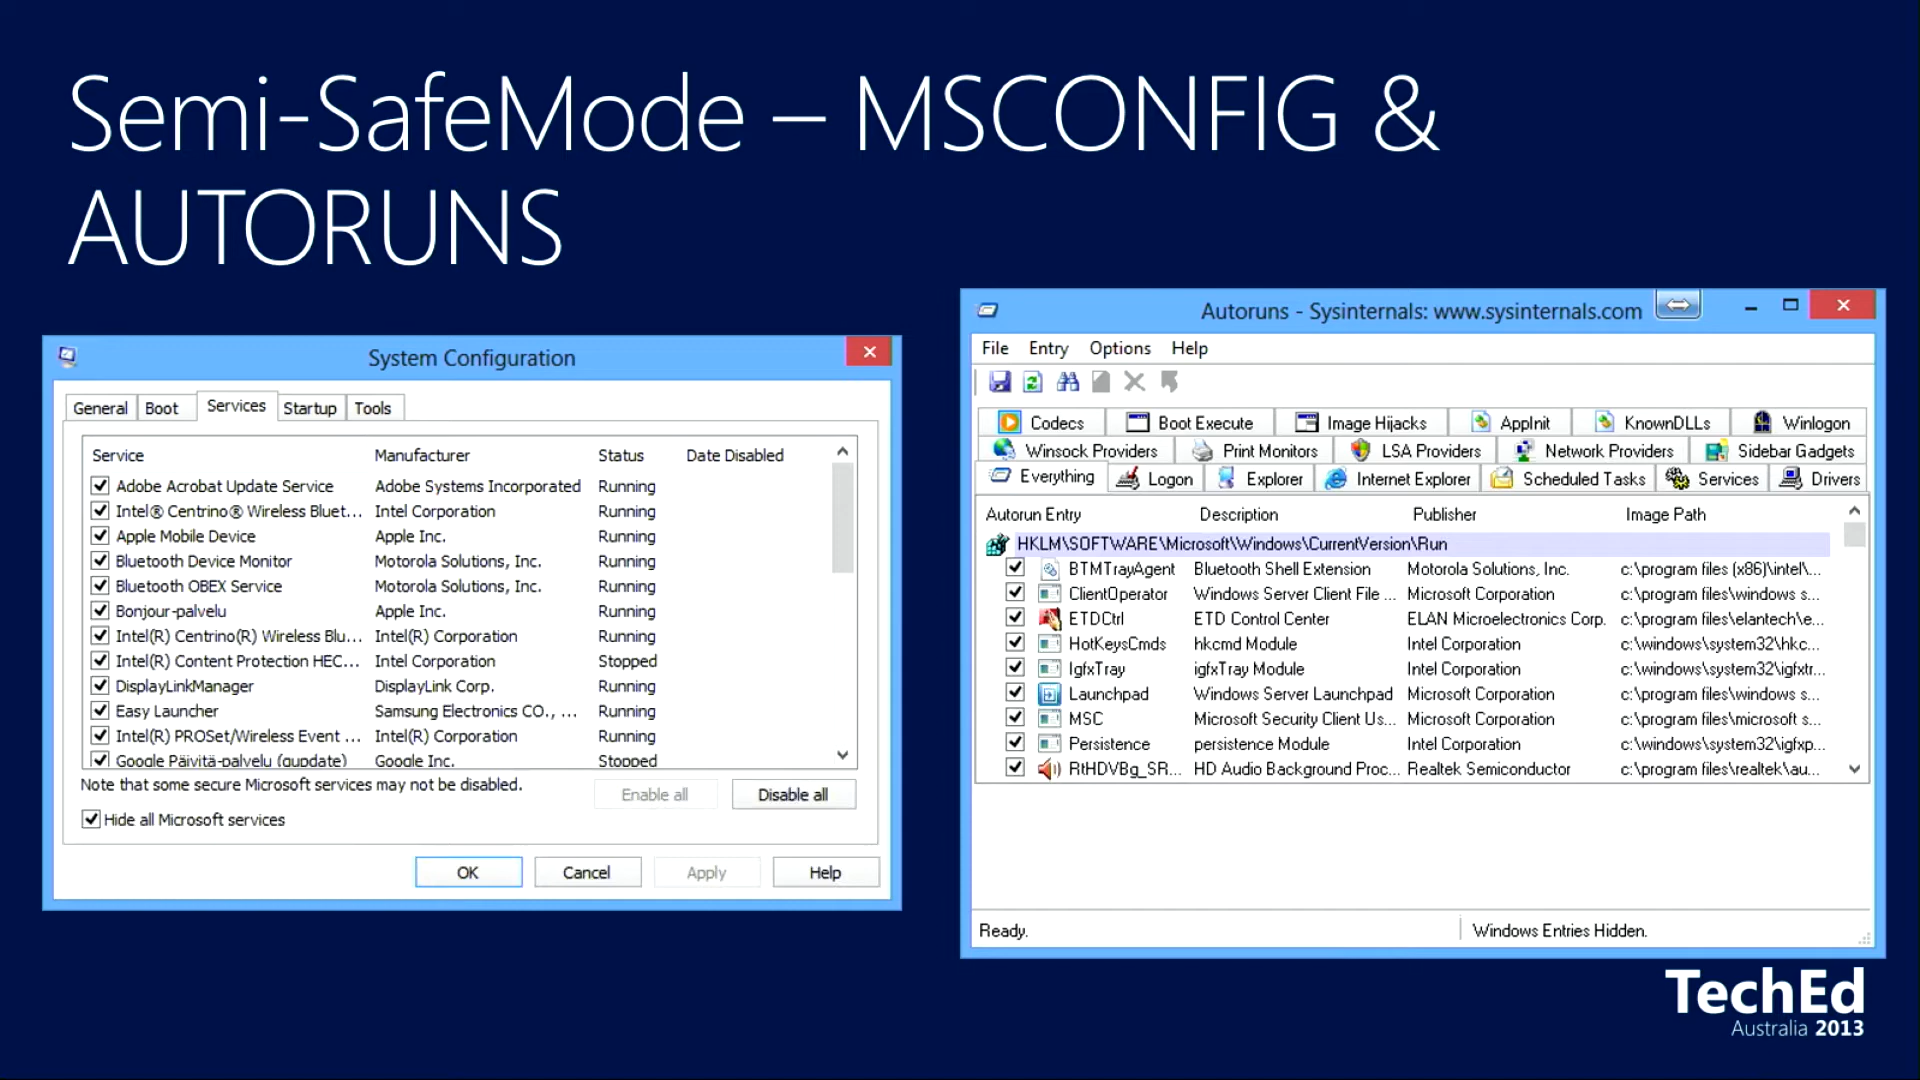 Semi-SafeMode – MSCONFIG &
AUTORUNS
System Configuration
General Boot Services Startup Tools
Service Manufacturer Status Date Disabled
Adobe Acrobat Update Service Adobe Systems Incorporated Running
Intel® Centrino® Wireless Bluet... Intel Corporation Running
Apple Mobile Device Apple Inc. Running
Bluetooth Device Monitor Motorola Solutions, Inc. Running
Bluetooth OBEX Service Motorola Solutions, Inc. Running
Bonjour-palvelu Apple Inc. Running
Intel(R) Centrino(R) Wireless Blu... Intel(R) Corporation Running
Intel(R) Content Protection HEC... Intel Corporation Stopped
DisplayLinkManager DisplayLink Corp. Running
Easy Launcher Samsung Electronics CO., ... Running
Intel(R) PROSet/Wireless Event ... Intel(R) Corporation Running
Google Päivitä-palvelu (gupdate) Google Inc. Stopped
Note that some secure Microsoft services may not be disabled.
Enable all Disable all
Hide all Microsoft services
OK Cancel Apply Help
Autoruns - Sysinternals: www.sysinternals.com
File Entry Options Help
Codecs Boot Execute Image Hijacks AppInit KnownDLLs Winlogon
Winsock Providers Print Monitors LSA Providers Network Providers Sidebar Gadgets
Everything Logon Explorer Internet Explorer Scheduled Tasks Services Drivers
Autorun Entry Description Publisher Image Path
HKLM\SOFTWARE\Microsoft\Windows\CurrentVersion\Run
BTMTrayAgent Bluetooth Shell Extension Motorola Solutions, Inc. c:\program files (x86)\intel\...
ClientOperator Windows Server Client File ... Microsoft Corporation c:\program files\windows s...
ETDCtrl ETD Control Center ELAN Microelectronics Corp. c:\program files\elantech\e...
HotKeysCmds hkcmd Module Intel Corporation c:\windows\system32\hkc...
IgfxTray igfxTray Module Intel Corporation c:\windows\system32\igfxtr...
Launchpad Windows Server Launchpad Microsoft Corporation c:\program files\windows s...
MSC Microsoft Security Client Us... Microsoft Corporation c:\program files\microsoft s...
Persistence persistence Module Intel Corporation c:\windows\system32\igfxp...
RtHDVBg_SR... HD Audio Background Proc... Realtek Semiconductor c:\program files\realtek\au...
Ready. Windows Entries Hidden.
TechEd
Australia 2013